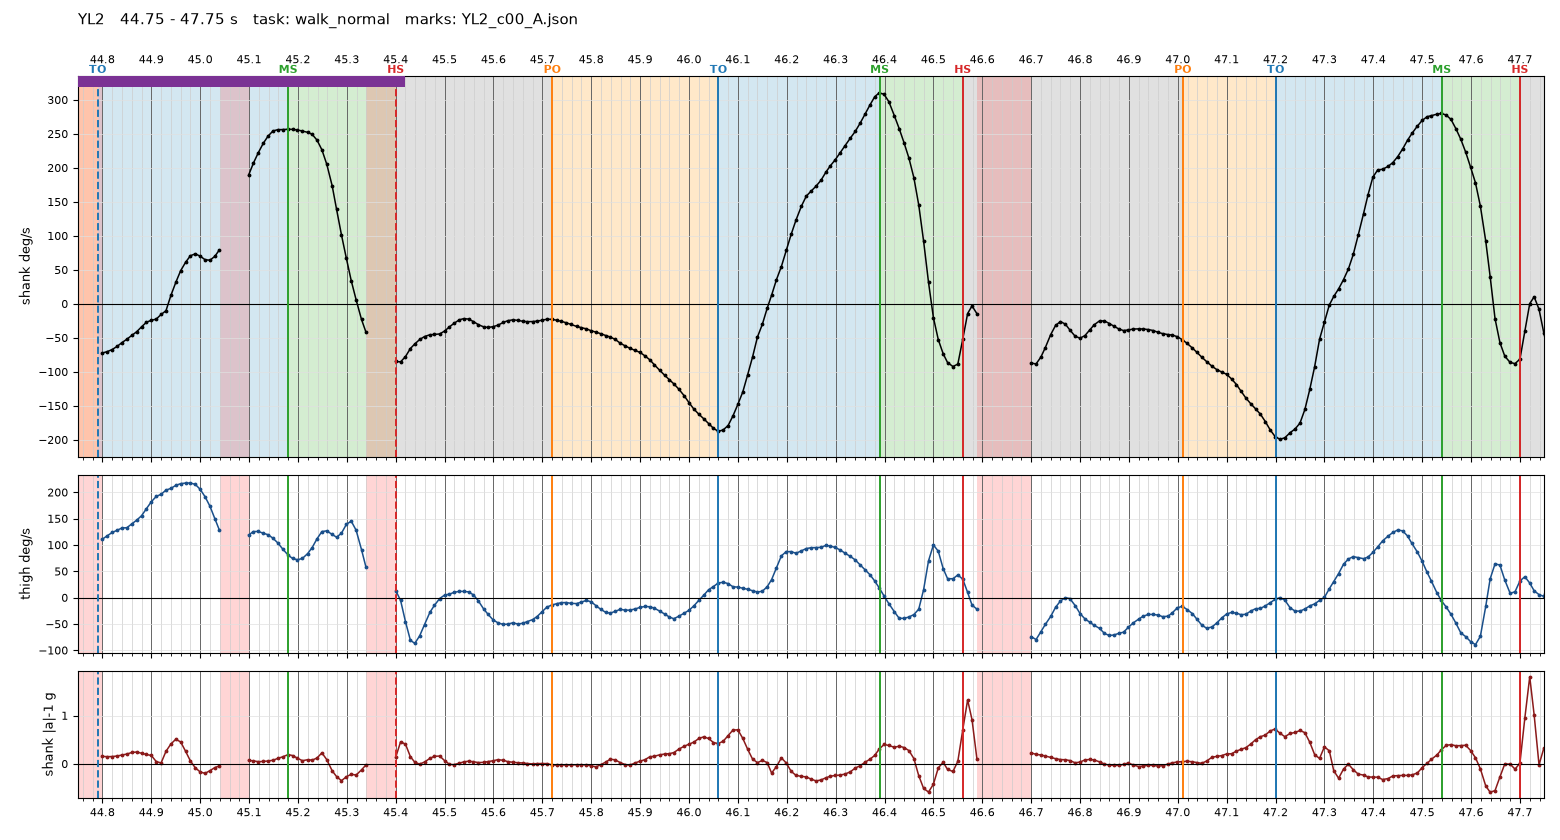 YL2 44.75 - 47.75 s task: walk_normal marks: YL2_c00_A.json
44.8 44.9 45.0 45.1 45.2 45.3 45.4 45.5 45.6 45.7 45.8 45.9 46.0 46.1 46.2 46.3 46.4 46.5 46.6 46.7 46.8 46.9 47.0 47.1 47.2 47.3 47.4 47.5 47.6 47.7
TO MS HS PO TO MS HS PO TO MS HS
shank deg/s
300
250
200
150
100
50
0
−50
−100
−150
−200
thigh deg/s
200
150
100
50
0
−50
−100
shank |a|-1 g
1
0
44.8 44.9 45.0 45.1 45.2 45.3 45.4 45.5 45.6 45.7 45.8 45.9 46.0 46.1 46.2 46.3 46.4 46.5 46.6 46.7 46.8 46.9 47.0 47.1 47.2 47.3 47.4 47.5 47.6 47.7